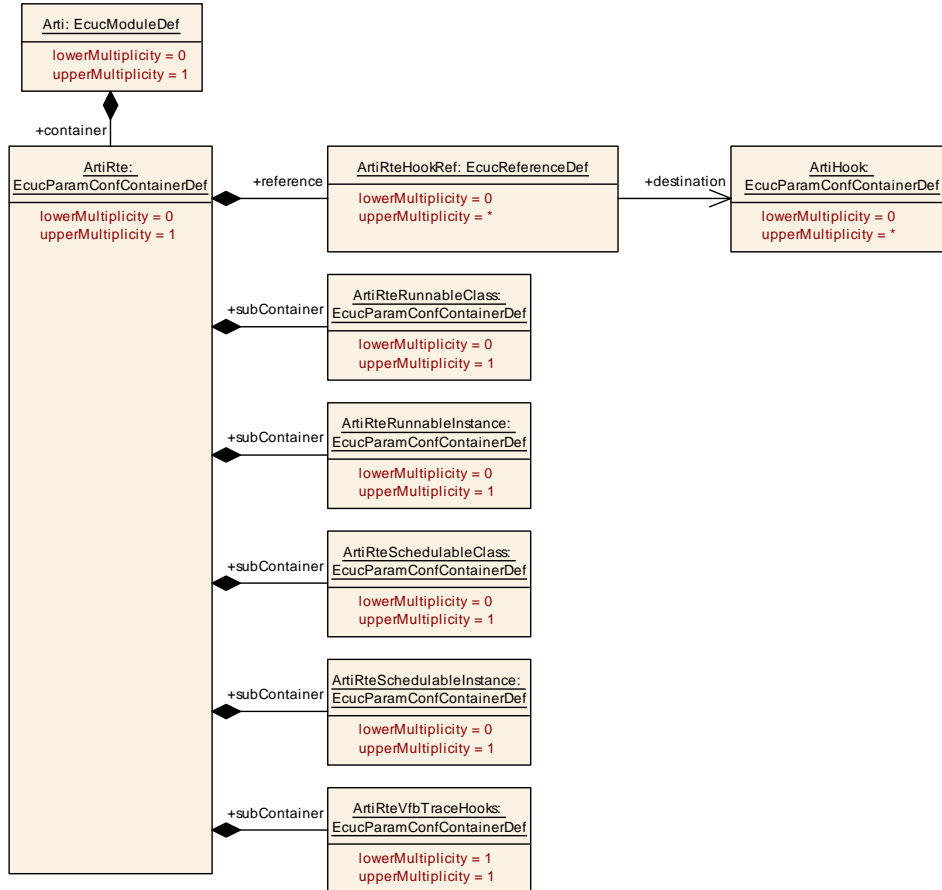 Arti: EcucModuleDef
lowerMultiplicity = 0
upperMultiplicity = 1
+container
ArtiRte:
EcucParamConfContainerDef
lowerMultiplicity = 0
upperMultiplicity = 1
+reference
ArtiRteHookRef: EcucReferenceDef
lowerMultiplicity = 0
upperMultiplicity = *
+destination
ArtiHook:
EcucParamConfContainerDef
lowerMultiplicity = 0
upperMultiplicity = *
+subContainer
ArtiRteRunnableClass:
EcucParamConfContainerDef
lowerMultiplicity = 0
upperMultiplicity = 1
+subContainer
ArtiRteRunnableInstance:
EcucParamConfContainerDef
lowerMultiplicity = 0
upperMultiplicity = 1
+subContainer
ArtiRteSchedulableClass:
EcucParamConfContainerDef
lowerMultiplicity = 0
upperMultiplicity = 1
+subContainer
ArtiRteSchedulableInstance:
EcucParamConfContainerDef
lowerMultiplicity = 0
upperMultiplicity = 1
+subContainer
ArtiRteVfbTraceHooks:
EcucParamConfContainerDef
lowerMultiplicity = 1
upperMultiplicity = 1